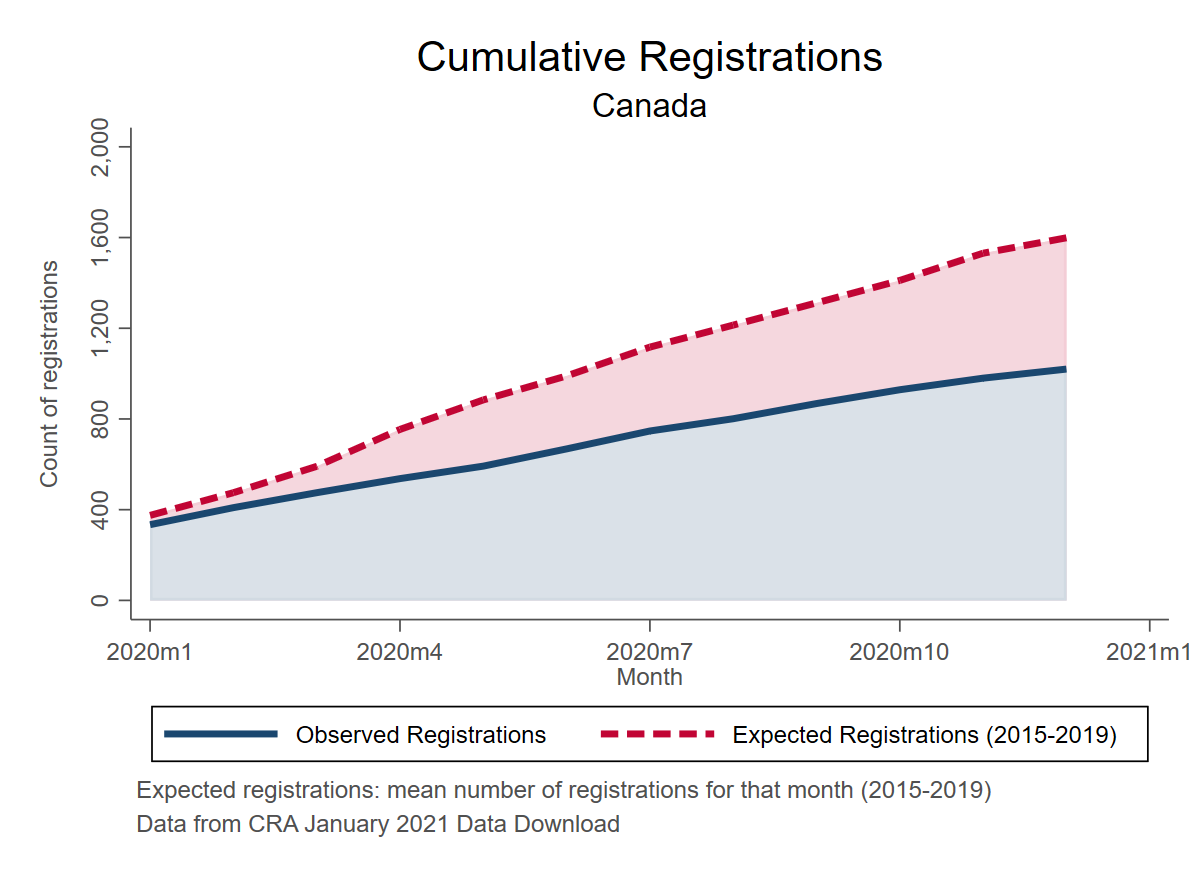 Cumulative Registrations
Canada
Count of registrations
2,000
1,600
1,200
800
400
0
2020m1 2020m4 2020m7 2020m10 2021m1
Month
Observed Registrations Expected Registrations (2015-2019)
Expected registrations: mean number of registrations for that month (2015-2019)
Data from CRA January 2021 Data Download